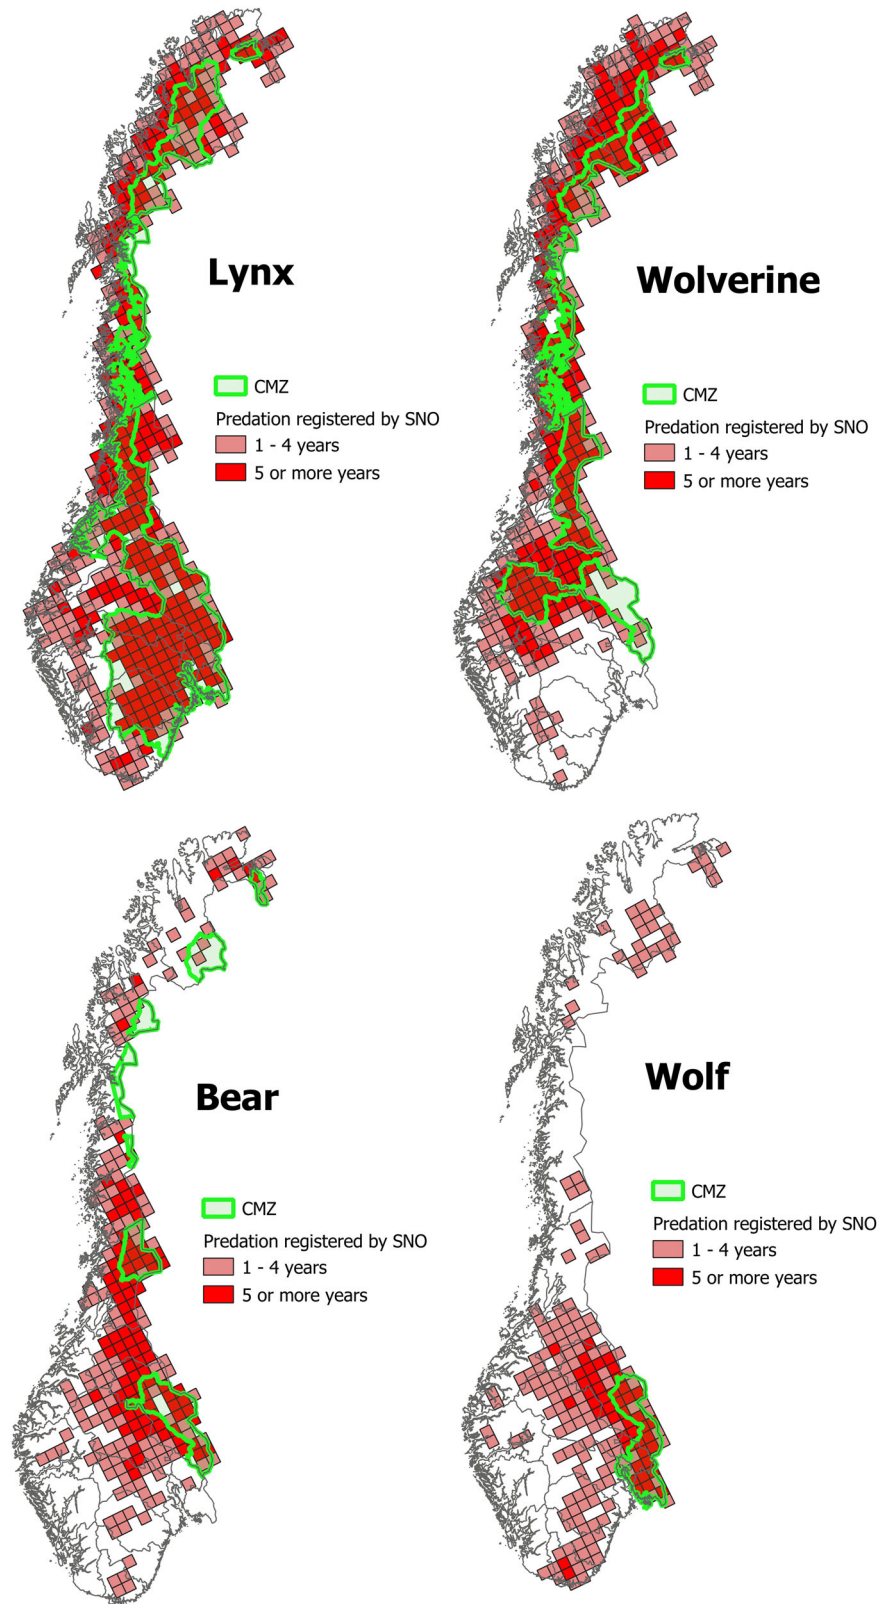 Lynx
CMZ
Predation registered by SNO
1 - 4 years
5 or more years
Wolverine
CMZ
Predation registered by SNO
1 - 4 years
5 or more years
Bear
CMZ
Predation registered by SNO
1 - 4 years
5 or more years
Wolf
CMZ
Predation registered by SNO
1 - 4 years
5 or more years